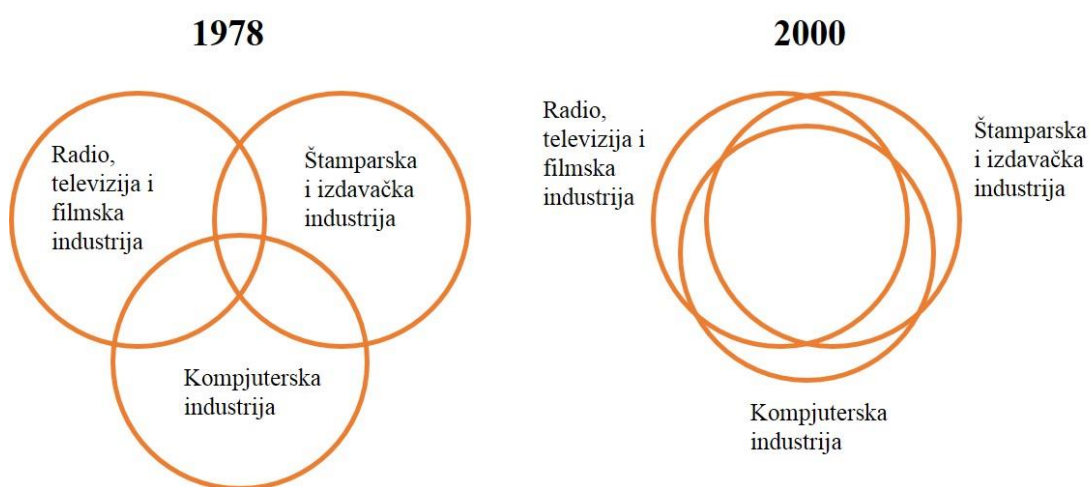 1978
Radio,
televizija i
filmska
industrija
Štamparska
i izdavačka
industrija
Kompjuterska
industrija
2000
Radio,
televizija i
filmska
industrija
Štamparska
i izdavačka
industrija
Kompjuterska
industrija